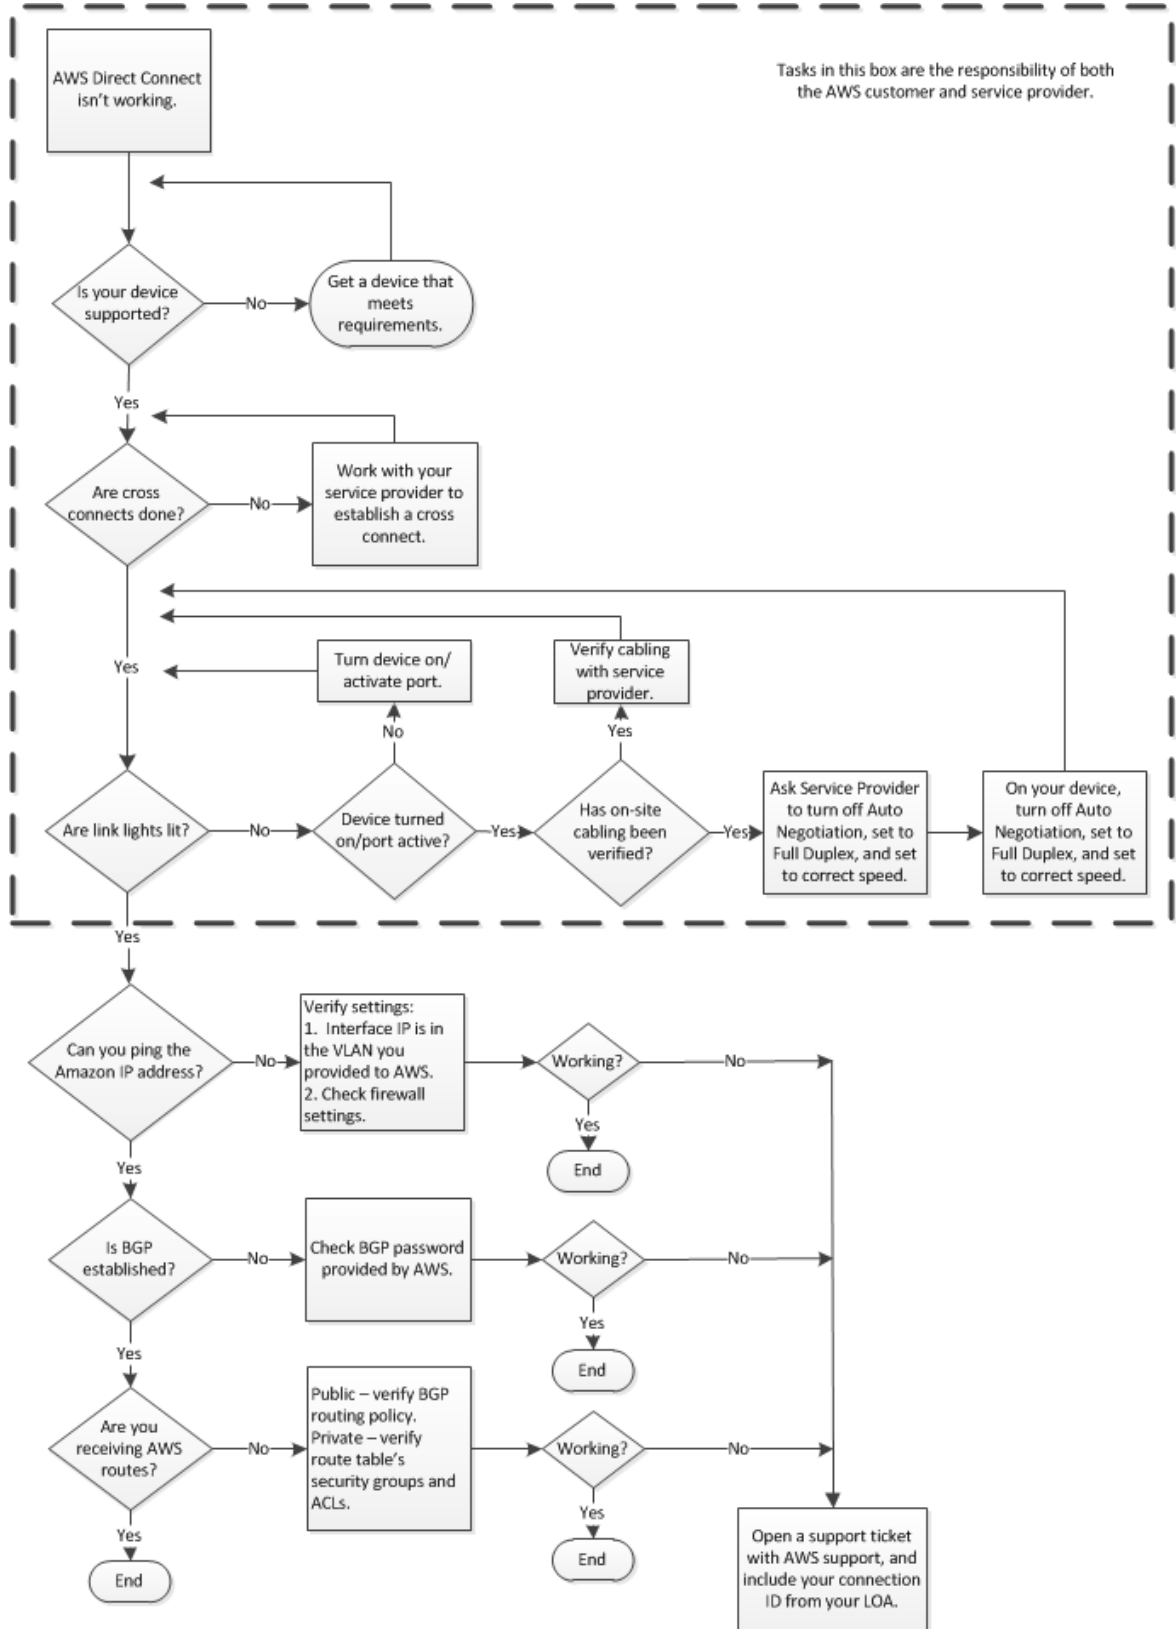 AWS Direct Connect
isn't working.
Tasks in this box are the responsibility of both
the AWS customer and service provider.
Is your device
supported?
No
Get a device that
meets
requirements.
Yes
Are cross
connects done?
No
Work with your
service provider to
establish a cross
connect.
Yes
Turn device on/
activate port.
Verify cabling
with service
provider.
No
Yes
Are link lights lit?
No
Device turned
on/port active?
Yes
Has on-site
cabling been
verified?
Yes
Ask Service Provider
to turn off Auto
Negotiation, set to
Full Duplex, and set
to correct speed.
On your device,
turn off Auto
Negotiation, set to
Full Duplex, and set
to correct speed.
Yes
Can you ping the
Amazon IP address?
No
Verify settings:
1. Interface IP is in
the VLAN you
provided to AWS.
2. Check firewall
settings.
Working?
No
Yes
End
Yes
Is BGP
established?
No
Check BGP password
provided by AWS.
Working?
No
Yes
End
Yes
Are you
receiving AWS
routes?
No
Public – verify BGP
routing policy.
Private – verify
route table's
security groups and
ACLs.
Working?
No
Yes
End
Yes
End
Open a support ticket
with AWS support, and
include your connection
ID from your LOA.